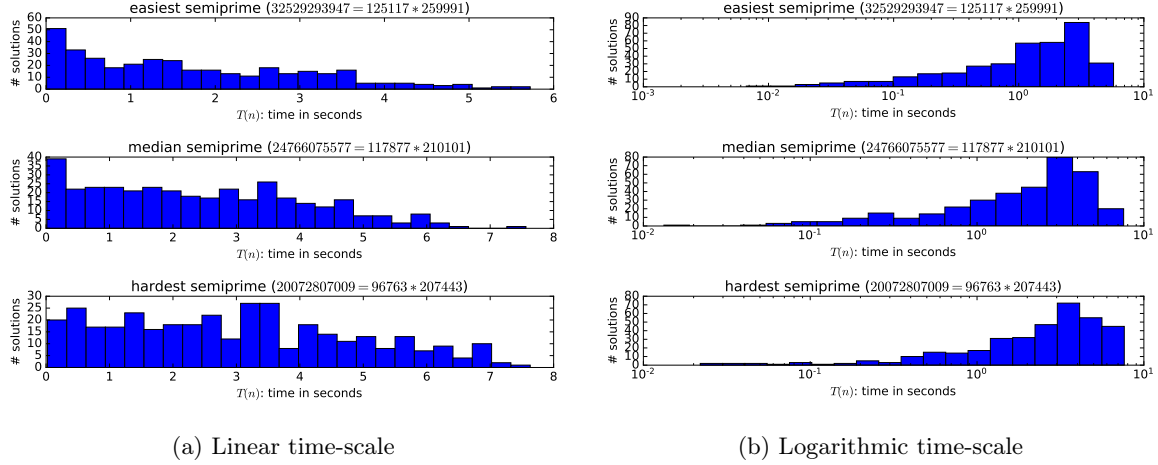 easiest semiprime (32529293947 = 125117 * 259991)
60
50
40
30
20
10
0
# solutions
0 1 2 3 4 5 6
T(n): time in seconds
median semiprime (24766075577 = 117877 * 210101)
40
35
30
25
20
15
10
5
0
# solutions
0 1 2 3 4 5 6 7 8
T(n): time in seconds
hardest semiprime (20072807009 = 96763 * 207443)
30
25
20
15
10
5
0
# solutions
0 1 2 3 4 5 6 7 8
T(n): time in seconds
(a) Linear time-scale
easiest semiprime (32529293947 = 125117 * 259991)
90
80
70
60
50
40
30
20
10
0
# solutions
10^-3 10^-2 10^-1 10^0 10^1
T(n): time in seconds
median semiprime (24766075577 = 117877 * 210101)
80
70
60
50
40
30
20
10
0
# solutions
10^-2 10^-1 10^0 10^1
T(n): time in seconds
hardest semiprime (20072807009 = 96763 * 207443)
80
70
60
50
40
30
20
10
0
# solutions
10^-2 10^-1 10^0 10^1
T(n): time in seconds
(b) Logarithmic time-scale